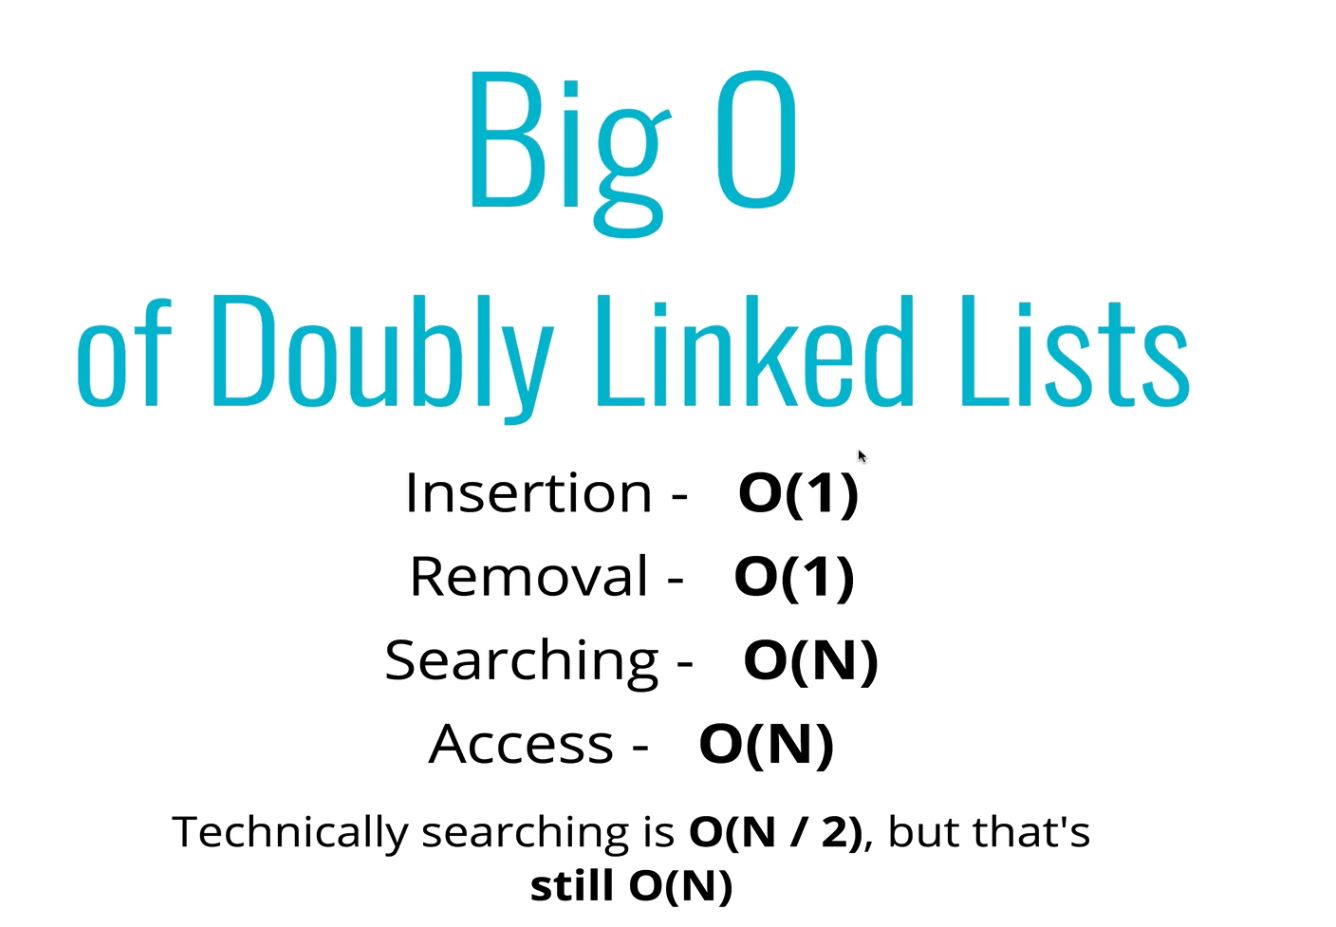 Big O
of Doubly Linked Lists
Insertion - O(1)
Removal - O(1)
Searching - O(N)
Access - O(N)
Technically searching is O(N / 2), but that's
still O(N)